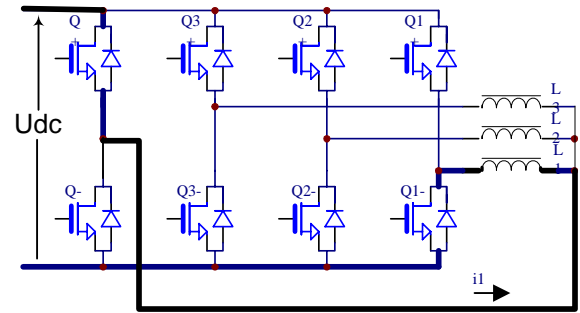 Q Q3 Q2 Q1
+ + + +
L
3
L
2
L
1
Udc
Q- Q3- Q2- Q1-
i1